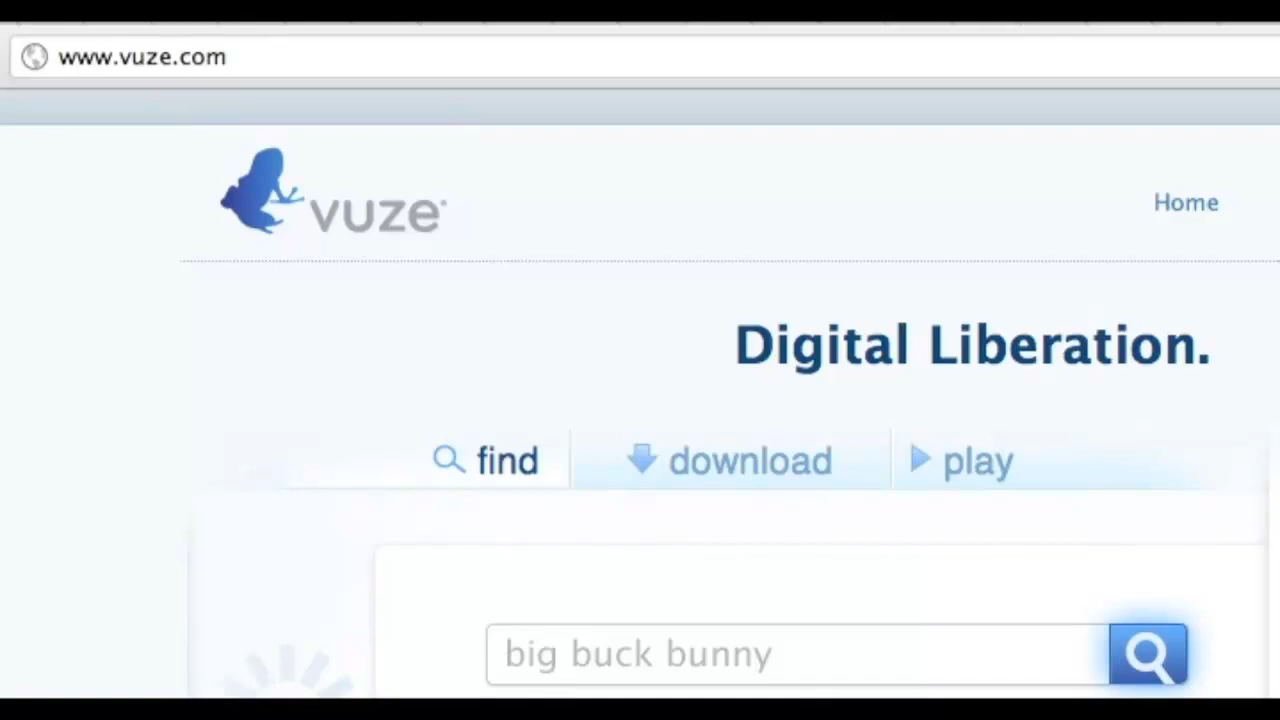 www.vuze.com
vuze
Home
Digital Liberation.
find
download
play
big buck bunny